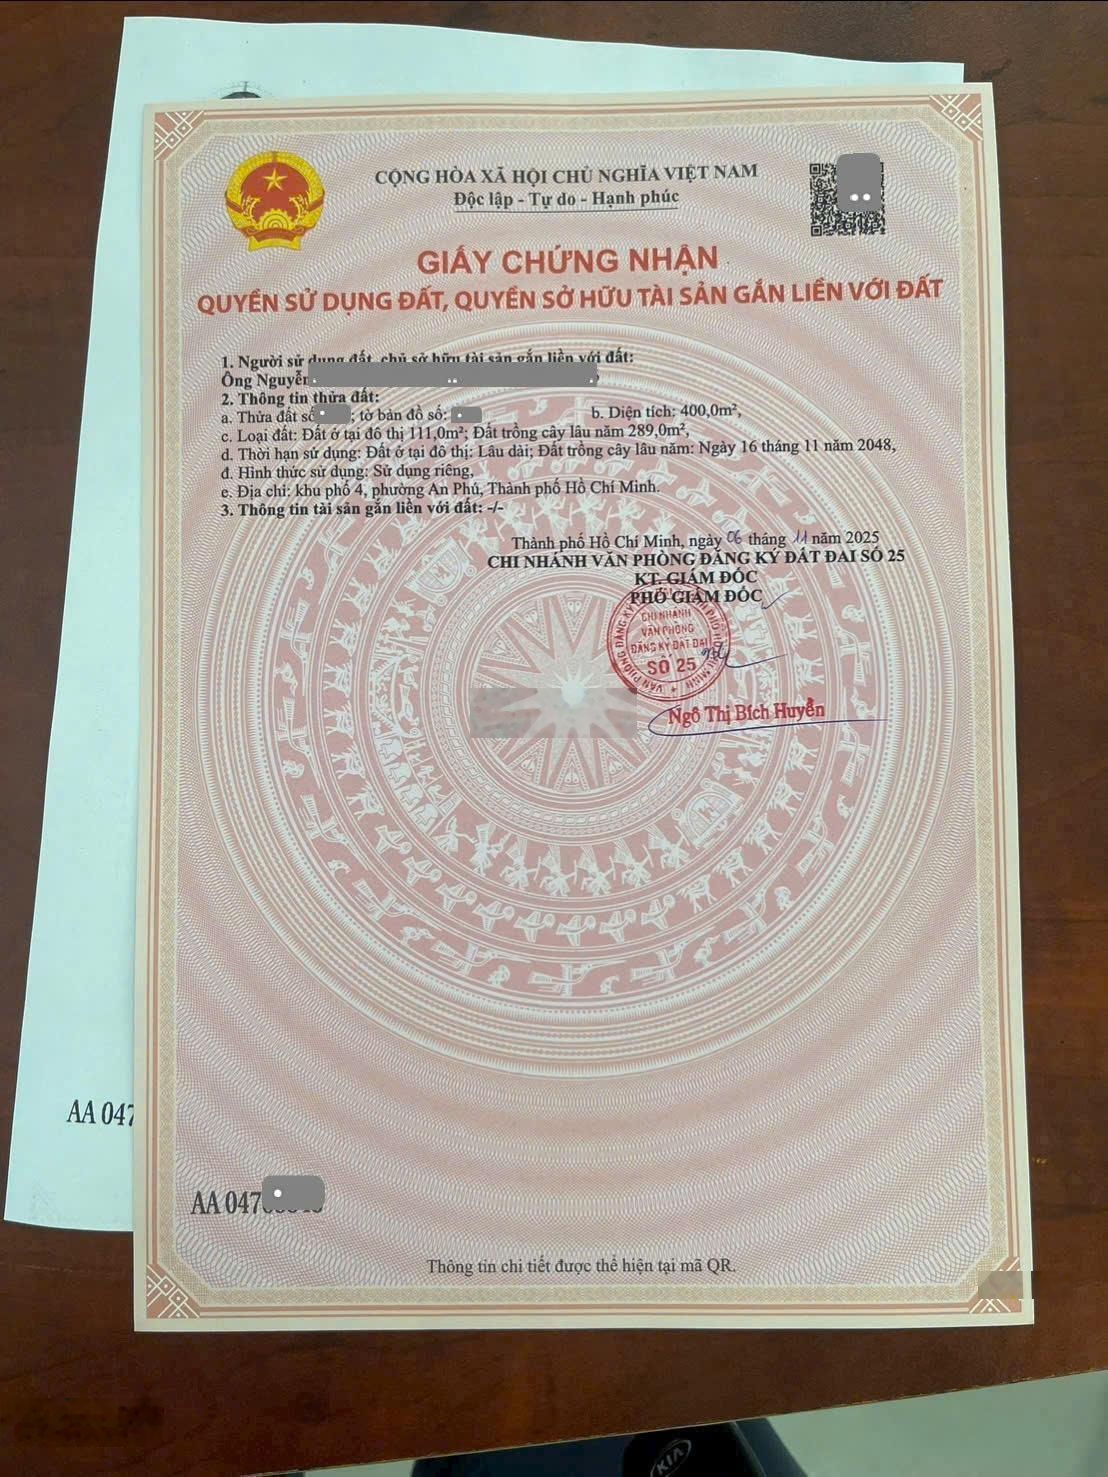 CỘNG HÒA XÃ HỘI CHỦ NGHĨA VIỆT NAM
Độc lập - Tự do - Hạnh phúc
GIẤY CHỨNG NHẬN
QUYỀN SỬ DỤNG ĐẤT, QUYỀN SỞ HỮU TÀI SẢN GẮN LIỀN VỚI ĐẤT
1. Người sử dụng đất, chủ sở hữu tài sản gắn liền với đất:
Ông Nguyễn
2. Thông tin thửa đất:
a. Thửa đất số ; tờ bản đồ số: b. Diện tích: 400,0m²,
c. Loại đất: Đất ở tại đô thị 111,0m²; Đất trồng cây lâu năm 289,0m²,
d. Thời hạn sử dụng: Đất ở tại đô thị: Lâu dài; Đất trồng cây lâu năm: Ngày 16 tháng 11 năm 2048,
đ. Hình thức sử dụng: Sử dụng riêng,
e. Địa chỉ: khu phố 4, phường An Phú, Thành phố Hồ Chí Minh.
3. Thông tin tài sản gắn liền với đất: -/-
Thành phố Hồ Chí Minh, ngày 06 tháng 11 năm 2025
CHI NHÁNH VĂN PHÒNG ĐĂNG KÝ ĐẤT ĐAI SỐ 25
KT. GIÁM ĐỐC
PHÓ GIÁM ĐỐC
CHI NHÁNH
VĂN PHÒNG
ĐĂNG KÝ ĐẤT ĐAI
SỐ 25
Ngô Thị Bích Huyền
AA 047
AA 047
Thông tin chi tiết được thể hiện tại mã QR.
KIA